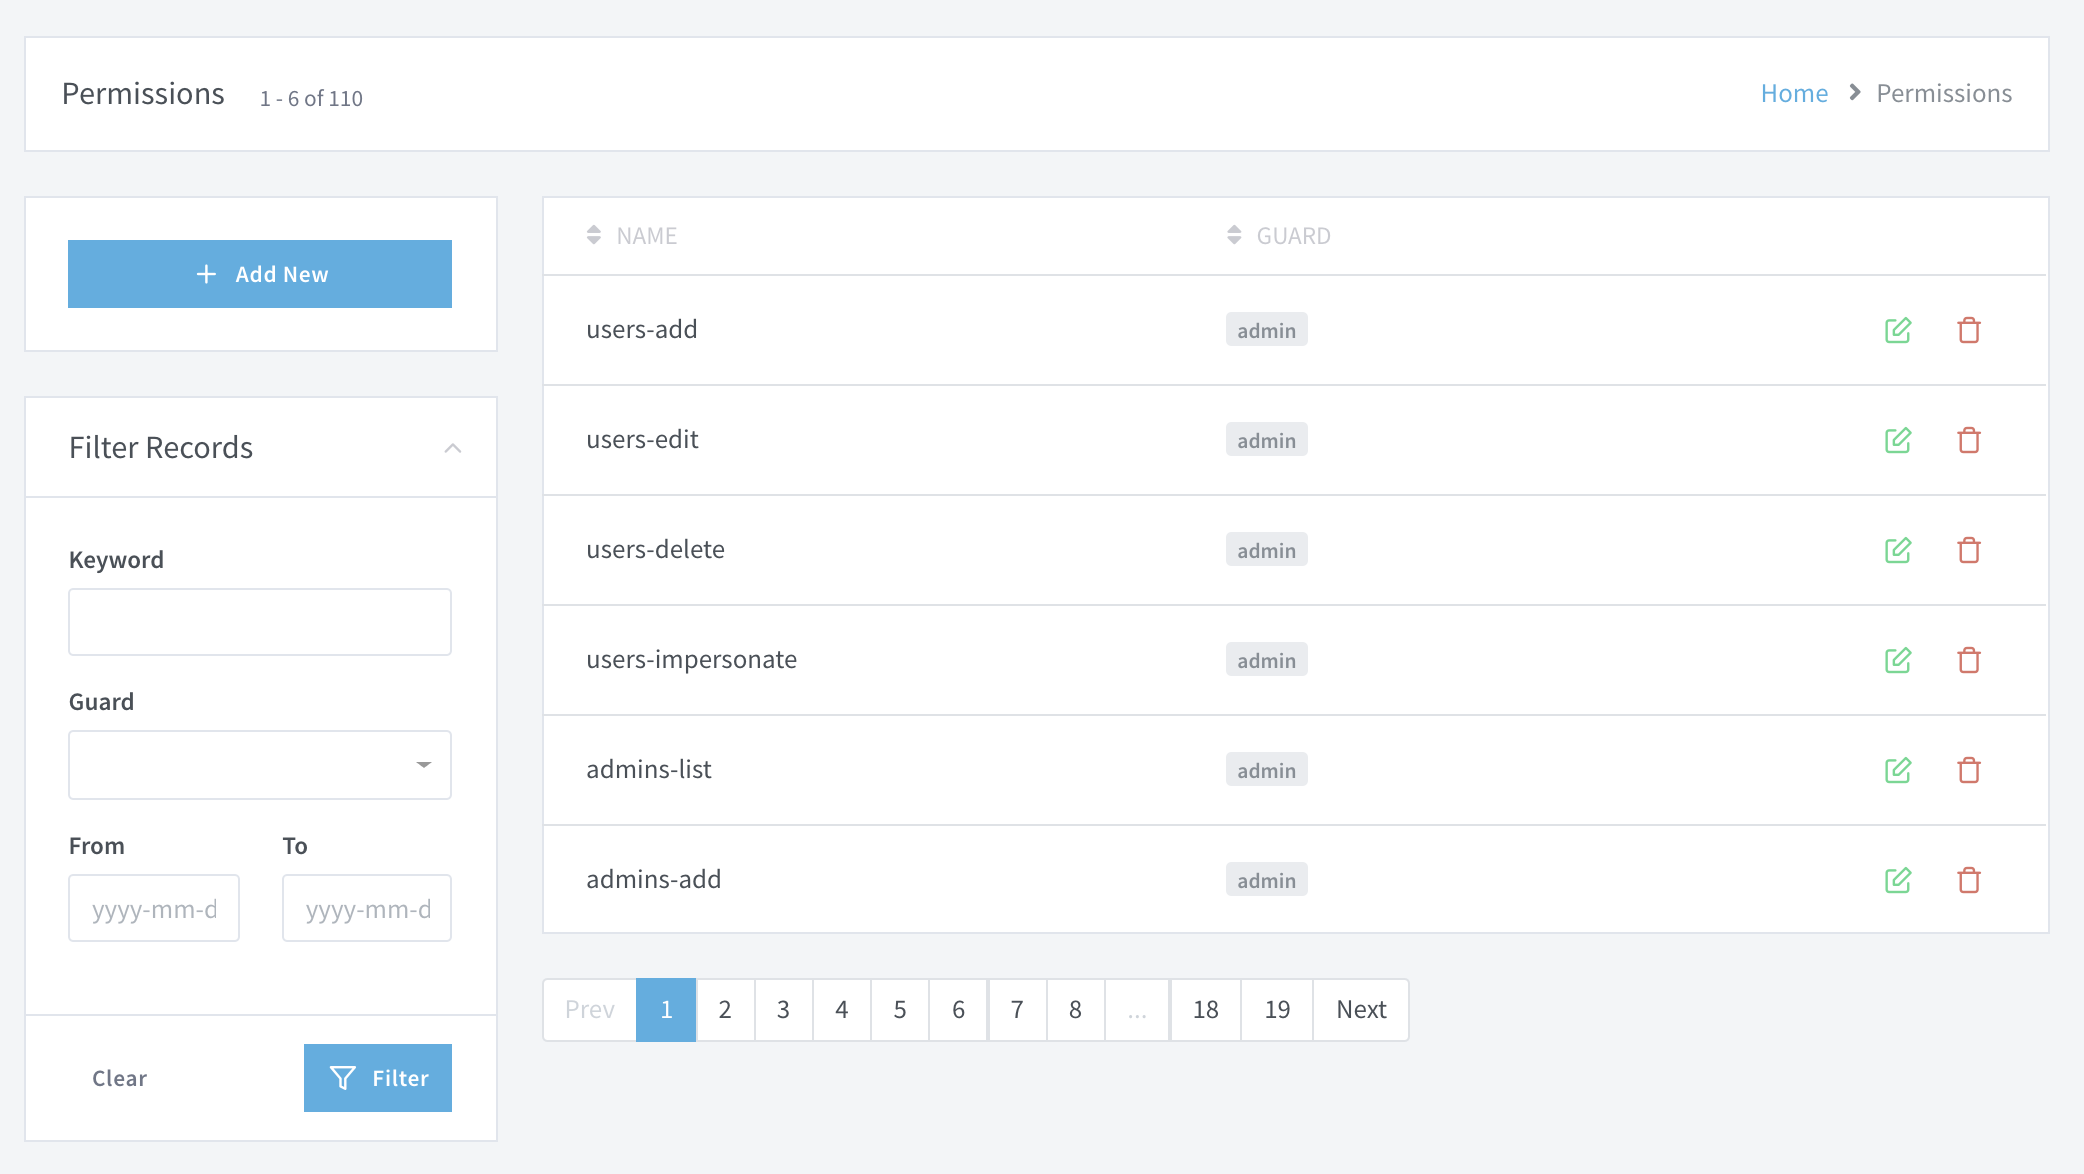 Permissions 1 - 6 of 110
Home Permissions
Add New
Filter Records
Keyword
Guard
From To
yyyy-mm-d yyyy-mm-d
Clear Filter
NAME GUARD
users-add admin
users-edit admin
users-delete admin
users-impersonate admin
admins-list admin
admins-add admin
Prev 1 2 3 4 5 6 7 8 ... 18 19 Next